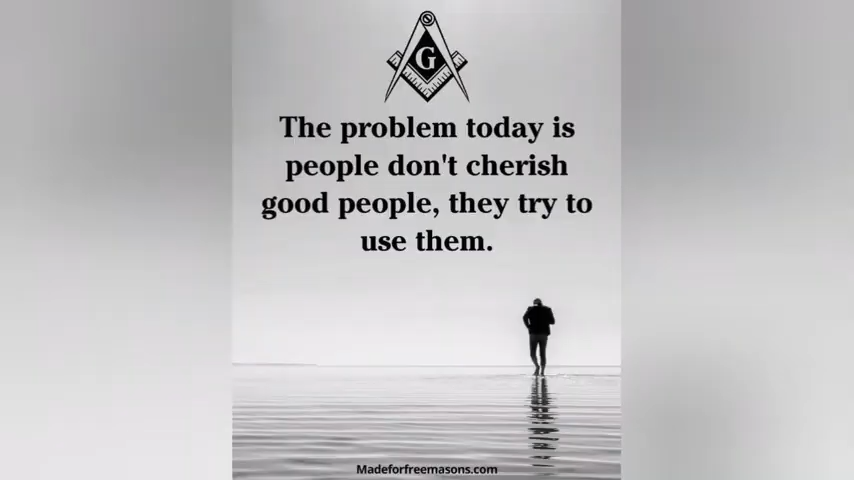 G
The problem today is
people don't cherish
good people, they try to
use them.
Madeforfreemasons.com